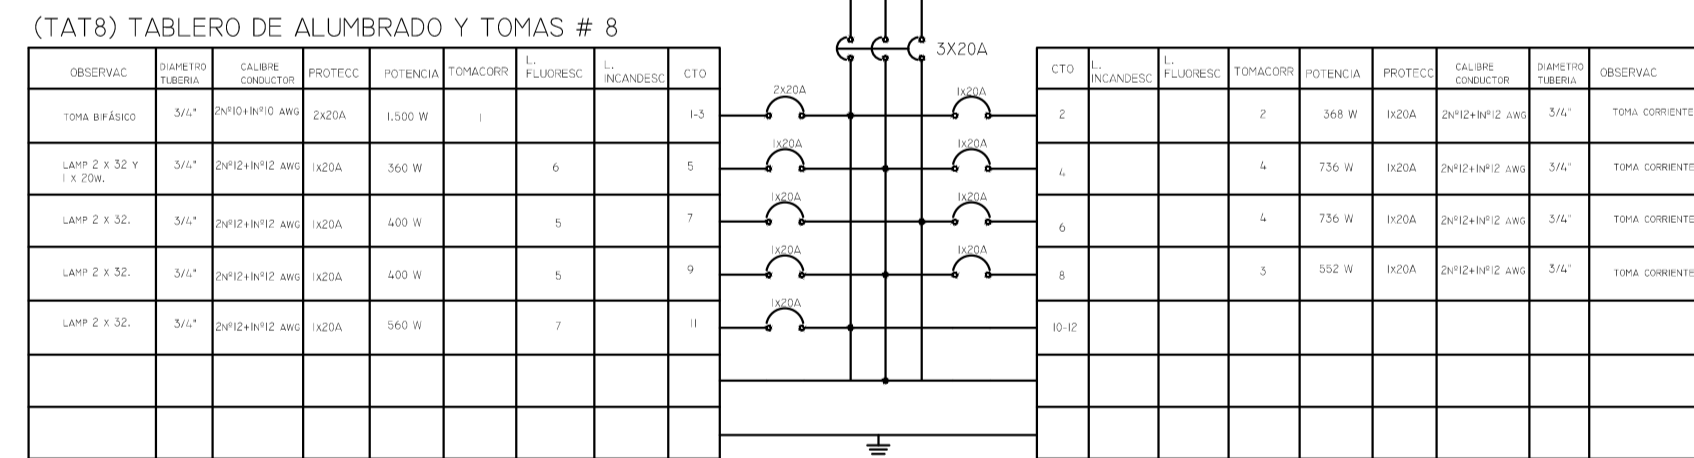 (TAT8) TABLERO DE ALUMBRADO Y TOMAS # 8
3X20A
OBSERVAC DIAMETRO TUBERIA CALIBRE CONDUCTOR PROTECC POTENCIA TOMACORR L. FLUORESC L. INCANDESC CTO
TOMA BIFÁSICO 3/4" 2Nº10+1Nº10 AWG 2X20A 1.500 W 1 1-3
LAMP 2 X 32 Y 1 X 20W. 3/4" 2Nº12+1Nº12 AWG 1X20A 360 W 6 5
LAMP 2 X 32. 3/4" 2Nº12+1Nº12 AWG 1X20A 400 W 5 7
LAMP 2 X 32. 3/4" 2Nº12+1Nº12 AWG 1X20A 400 W 5 9
LAMP 2 X 32. 3/4" 2Nº12+1Nº12 AWG 1X20A 560 W 7 11
2X20A 1X20A
1X20A 1X20A
1X20A 1X20A
1X20A 1X20A
1X20A
CTO L. INCANDESC L. FLUORESC TOMACORR POTENCIA PROTECC CALIBRE CONDUCTOR DIAMETRO TUBERIA OBSERVAC
2 2 368 W 1X20A 2Nº12+1Nº12 AWG 3/4" TOMA CORRIENTE
4 4 736 W 1X20A 2Nº12+1Nº12 AWG 3/4" TOMA CORRIENTE
6 4 736 W 1X20A 2Nº12+1Nº12 AWG 3/4" TOMA CORRIENTE
8 3 552 W 1X20A 2Nº12+1Nº12 AWG 3/4" TOMA CORRIENTE
10-12